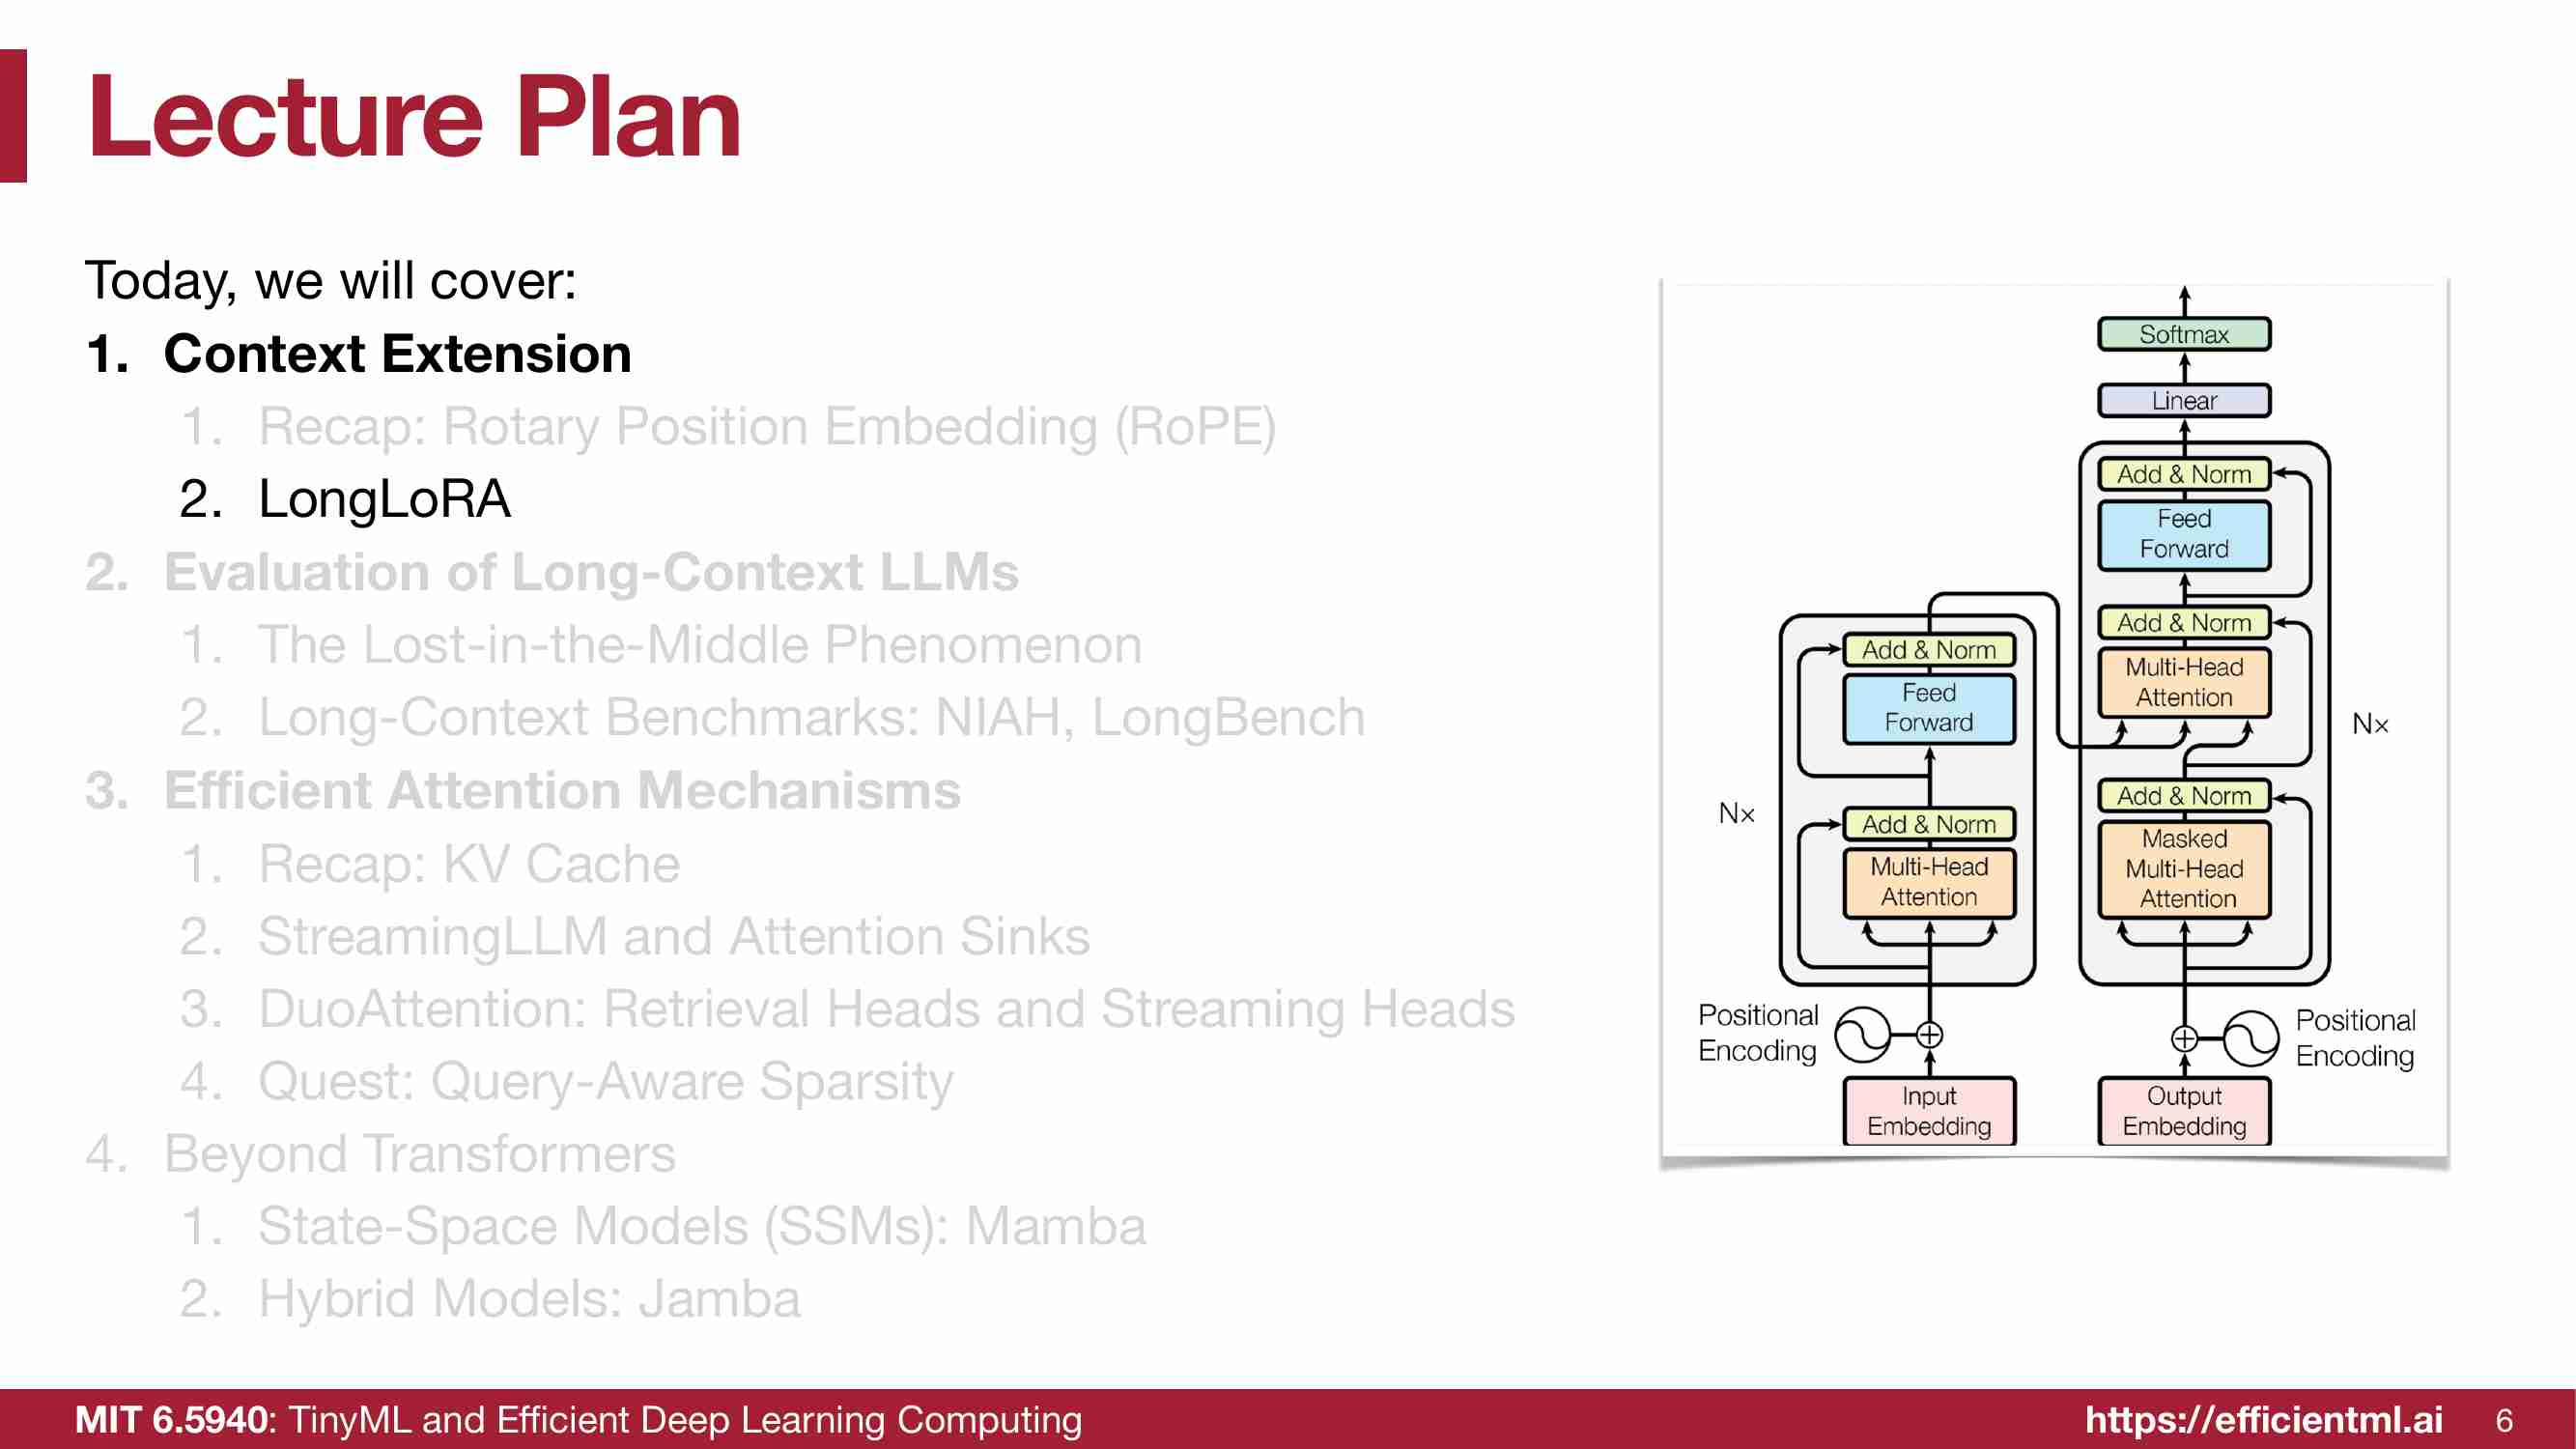 Lecture Plan
Today, we will cover:
1. Context Extension
1. Recap: Rotary Position Embedding (RoPE)
2. LongLoRA
2. Evaluation of Long-Context LLMs
1. The Lost-in-the-Middle Phenomenon
2. Long-Context Benchmarks: NIAH, LongBench
3. Efficient Attention Mechanisms
1. Recap: KV Cache
2. StreamingLLM and Attention Sinks
3. DuoAttention: Retrieval Heads and Streaming Heads
4. Quest: Query-Aware Sparsity
4. Beyond Transformers
1. State-Space Models (SSMs): Mamba
2. Hybrid Models: Jamba
Softmax
Linear
Add & Norm
Feed
Forward
Add & Norm
Multi-Head
Attention
N×
Add & Norm
Masked
Multi-Head
Attention
Add & Norm
Feed
Forward
N×
Add & Norm
Multi-Head
Attention
Positional
Encoding
Positional
Encoding
Input
Embedding
Output
Embedding
MIT 6.5940: TinyML and Efficient Deep Learning Computing
https://efficientml.ai
6